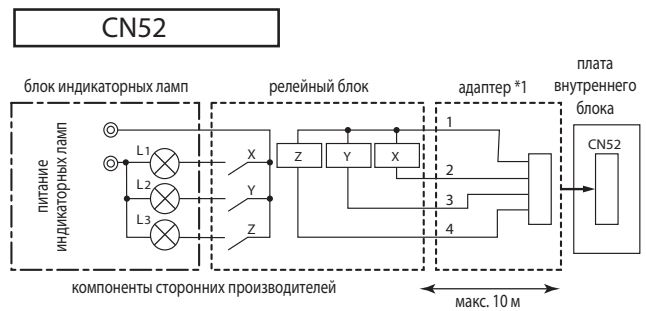 CN52
плата
внутреннего
блока
блок индикаторных ламп
релейный блок
адаптер *1
CN52
питание
индикаторных ламп
L1
L2
L3
X
Y
Z
Z
Y
X
1
2
3
4
компоненты сторонних производителей
макс. 10 м